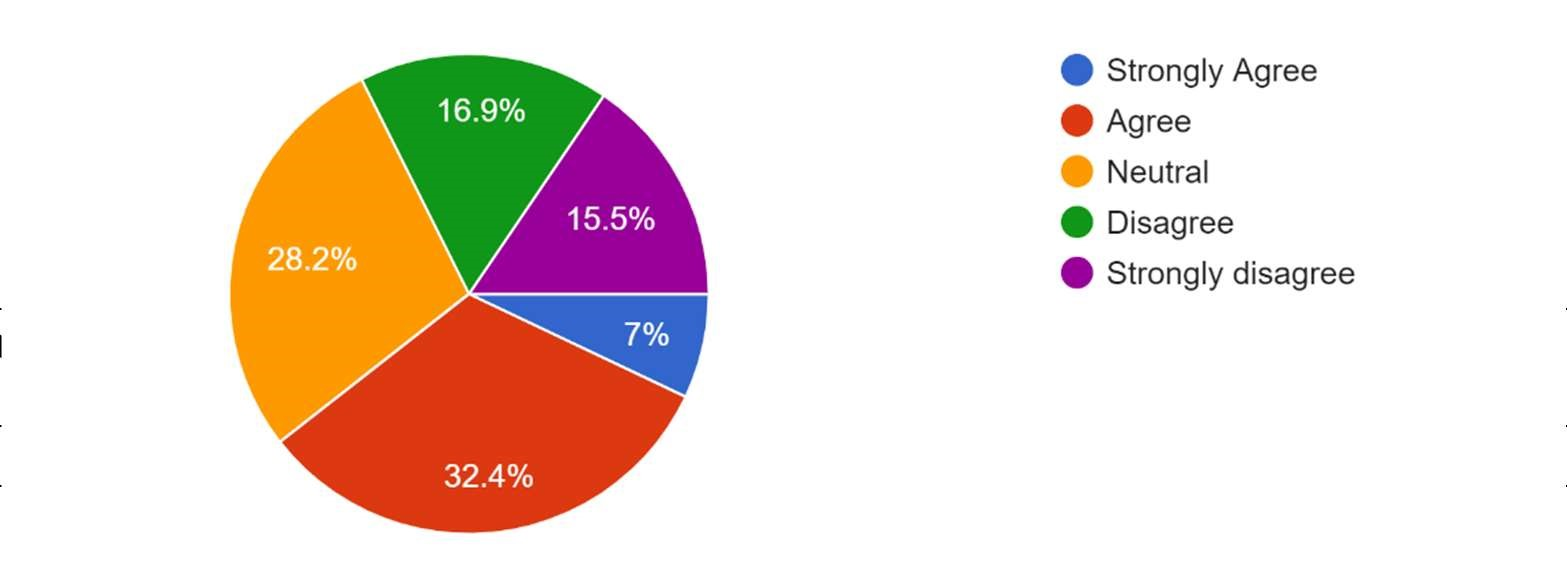 16.9%
15.5%
28.2%
7%
32.4%
Strongly Agree
Agree
Neutral
Disagree
Strongly disagree